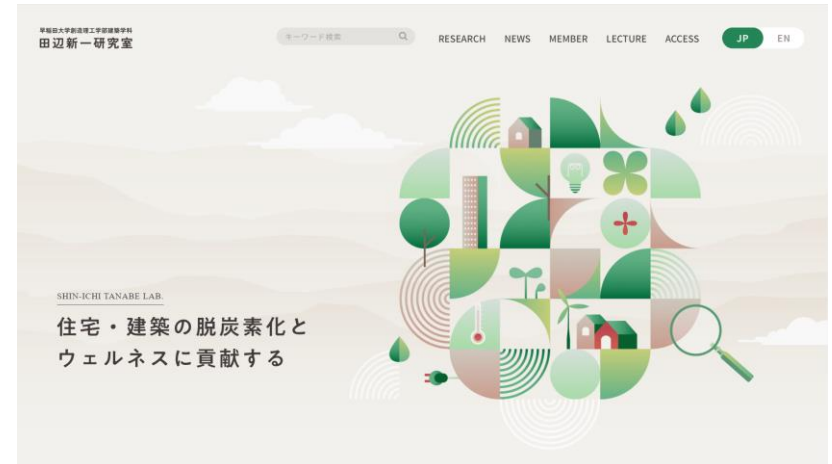 早稲田大学創造理工学部建築学科
田辺新一研究室
キーワード検索
RESEARCH NEWS MEMBER LECTURE ACCESS JP EN
SHIN-ICHI TANABE LAB.
住宅・建築の脱炭素化と
ウェルネスに貢献する